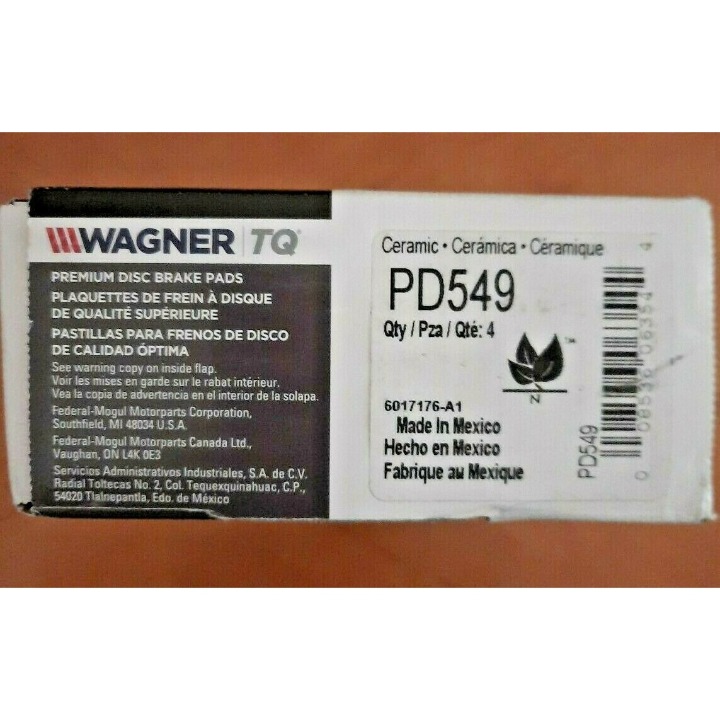 WAGNER TQ
PREMIUM DISC BRAKE PADS
PLAQUETTES DE FREIN À DISQUE
DE QUALITÉ SUPÉRIEURE
PASTILLAS PARA FRENOS DE DISCO
DE CALIDAD ÓPTIMA
See warning copy on inside flap.
Voir les mises en garde sur le rabat intérieur.
Vea la copia de advertencia en el interior de la solapa.
Federal-Mogul Motorparts Corporation,
Southfield, MI 48034 U.S.A.
Federal-Mogul Motorparts Canada Ltd.,
Vaughan, ON L4K 0E3
Servicios Administrativos Industriales, S.A. de C.V.
Radial Toltecas No. 2, Col. Tequexquinahuac, C.P.,
54020 Tlalnepantla, Edo. de México
Ceramic • Cerámica • Céramique
PD549
Qty / Pza / Qté: 4
™
N
6017176-A1
Made In Mexico
Hecho en Mexico
Fabrique au Mexique
PD549
0 08536 06354 4